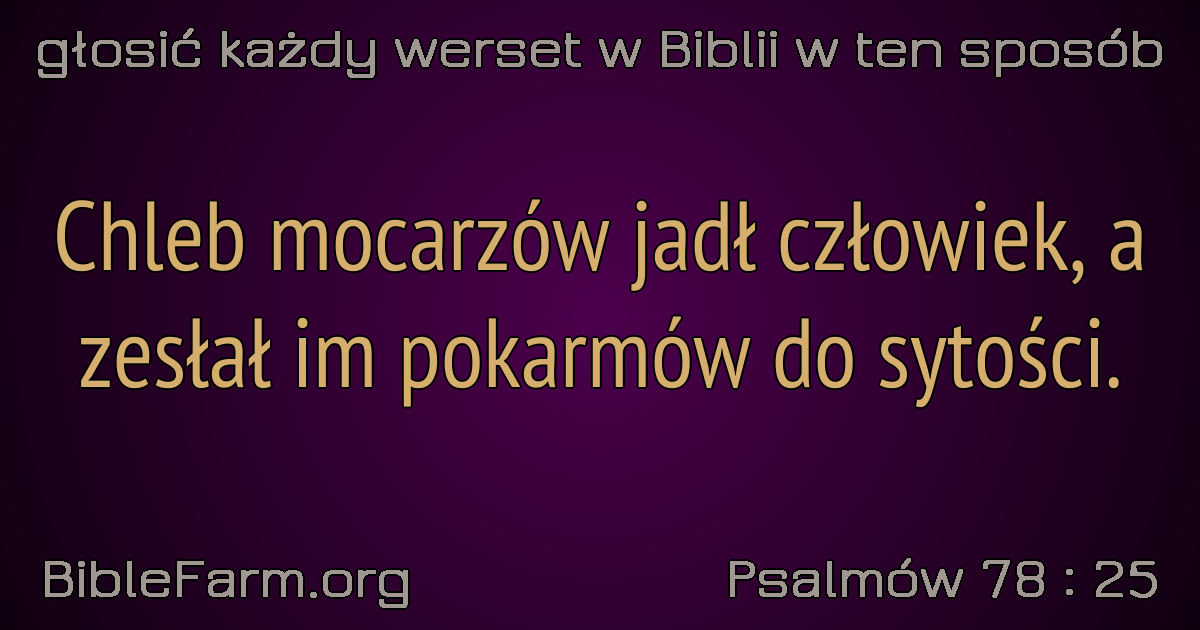 głosić każdy werset w Biblii w ten sposób
Chleb mocarzów jadł człowiek, a
zesłał im pokarmów do sytości.
BibleFarm.org
Psalmów 78 : 25